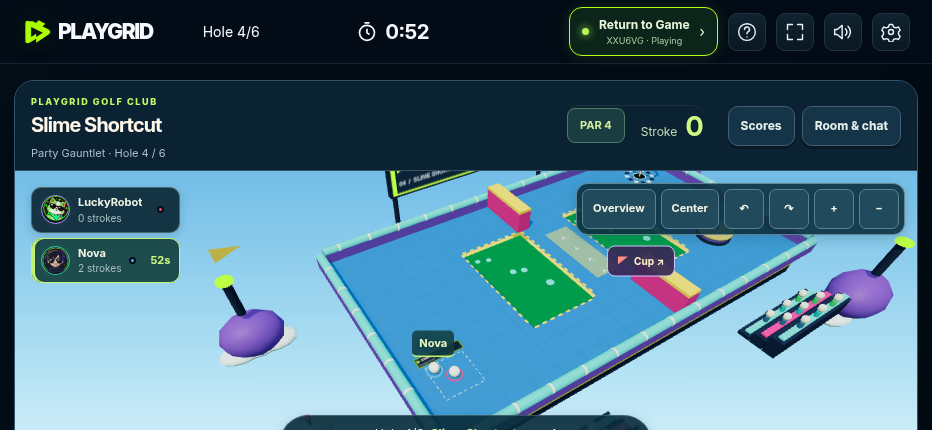 PLAYGRID
Hole 4/6
0:52
Return to Game
XXU6VG · Playing
PLAYGRID GOLF CLUB
Slime Shortcut
Party Gauntlet · Hole 4 / 6
PAR 4
Stroke 0
Scores
Room & chat
LuckyRobot
0 strokes
Nova
2 strokes
52s
Overview
Center
Cup ↗
Nova